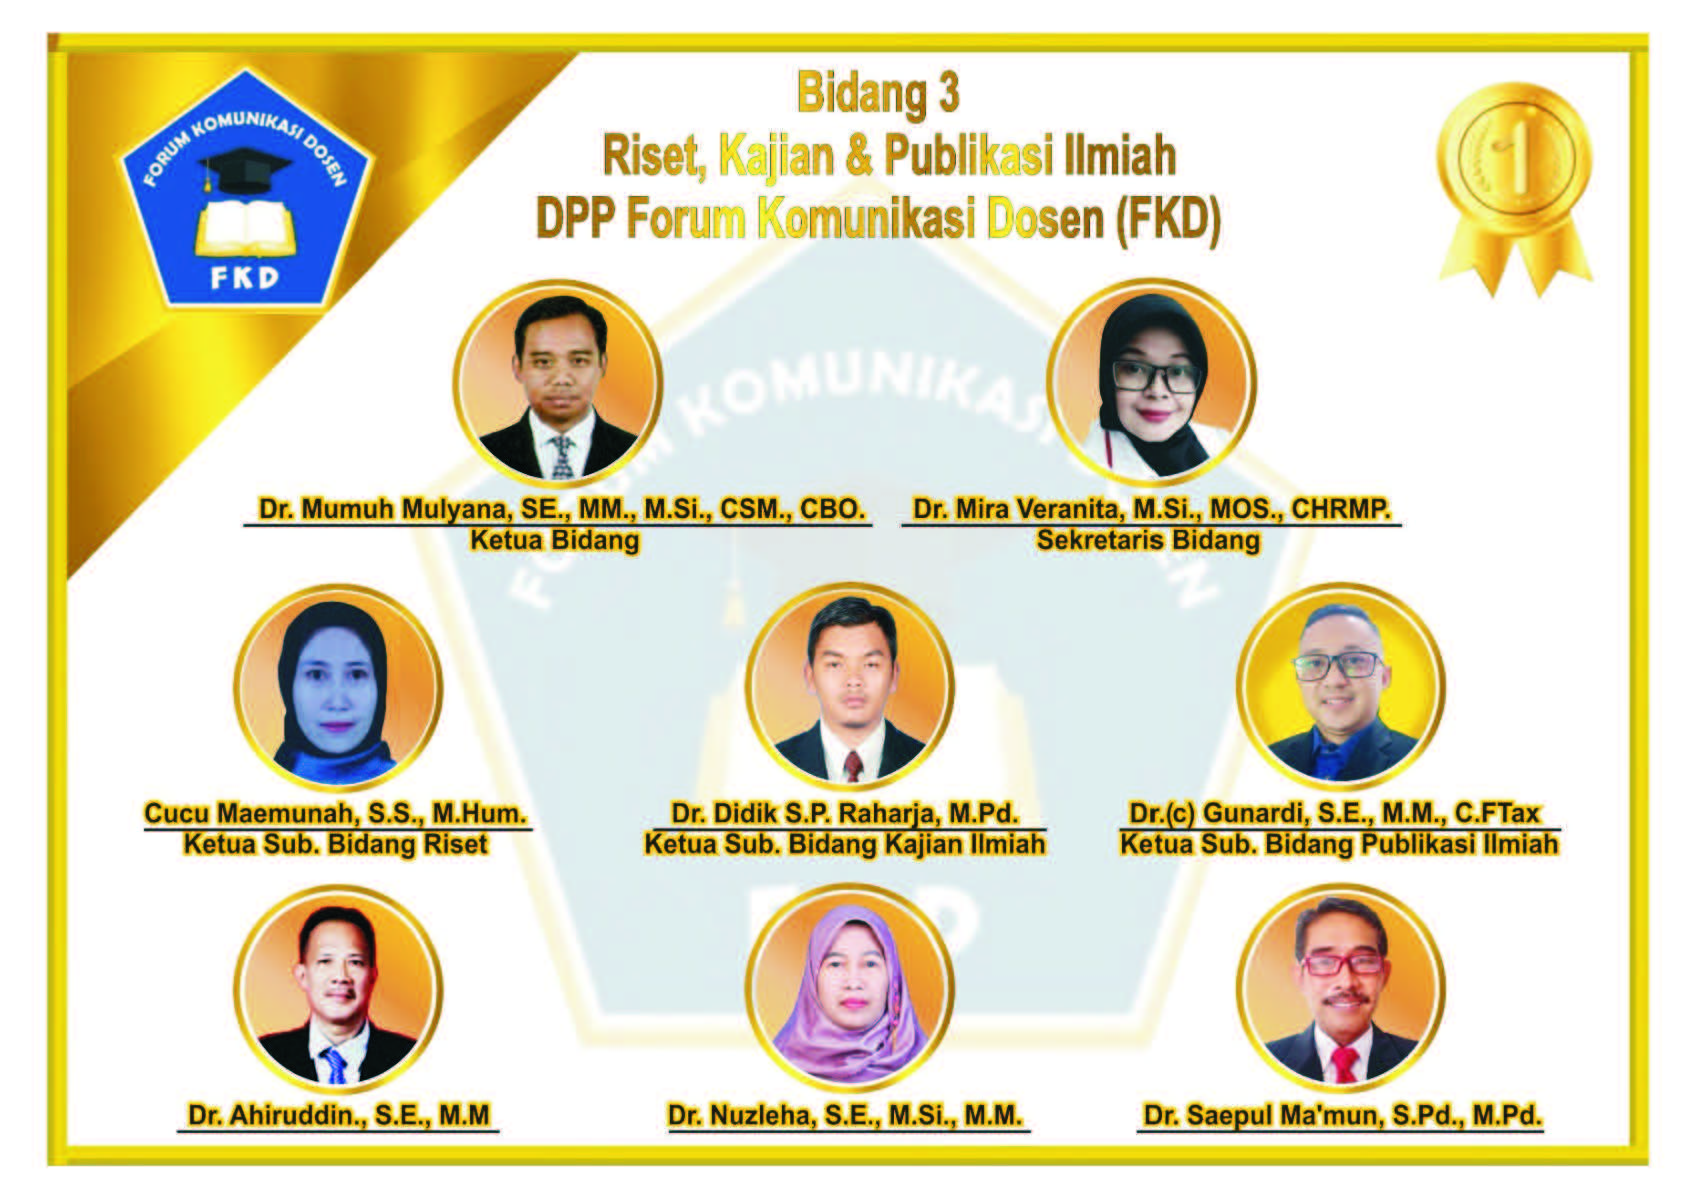 FORUM KOMUNIKASI DOSEN
FKD
Bidang 3
Riset, Kajian & Publikasi Ilmiah
DPP Forum Komunikasi Dosen (FKD)
1
Dr. Mumuh Mulyana, SE., MM., M.Si., CSM., CBO.
Ketua Bidang
Dr. Mira Veranita, M.Si., MOS., CHRMP.
Sekretaris Bidang
Cucu Maemunah, S.S., M.Hum.
Ketua Sub. Bidang Riset
Dr. Didik S.P. Raharja, M.Pd.
Ketua Sub. Bidang Kajian Ilmiah
Dr.(c) Gunardi, S.E., M.M., C.FTax
Ketua Sub. Bidang Publikasi Ilmiah
Dr. Ahiruddin., S.E., M.M
Dr. Nuzleha, S.E., M.Si., M.M.
Dr. Saepul Ma'mun, S.Pd., M.Pd.